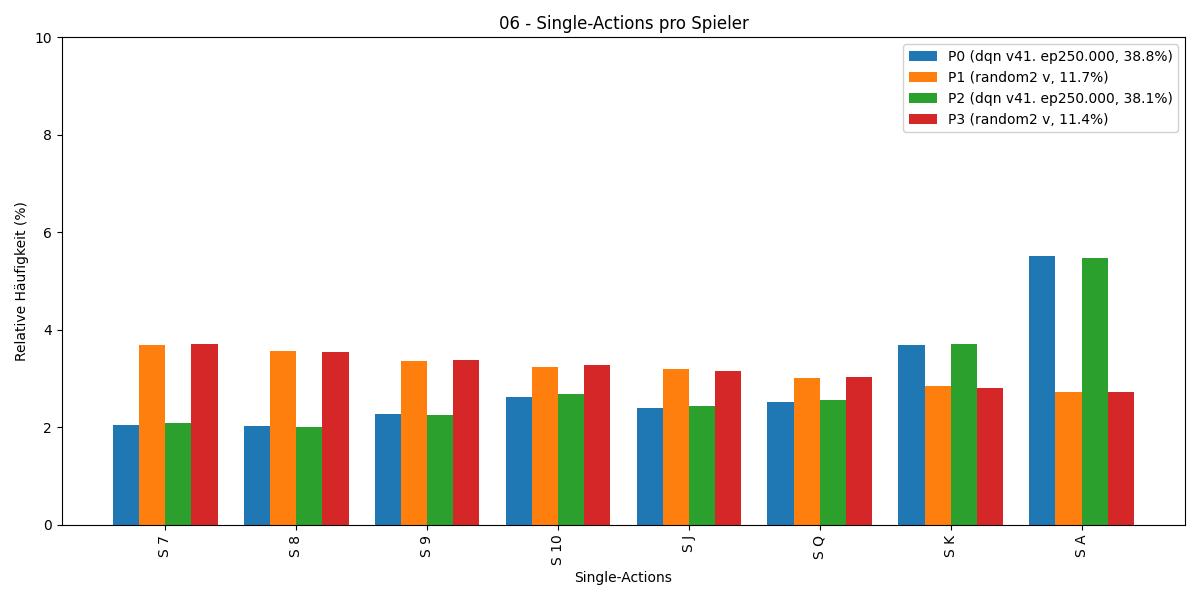 06 - Single-Actions pro Spieler
P0 (dqn v41. ep250.000, 38.8%)
P1 (random2 v, 11.7%)
P2 (dqn v41. ep250.000, 38.1%)
P3 (random2 v, 11.4%)
Relative Häufigkeit (%)
10
8
6
4
2
0
S 7
S 8
S 9
S 10
S J
S Q
S K
S A
Single-Actions